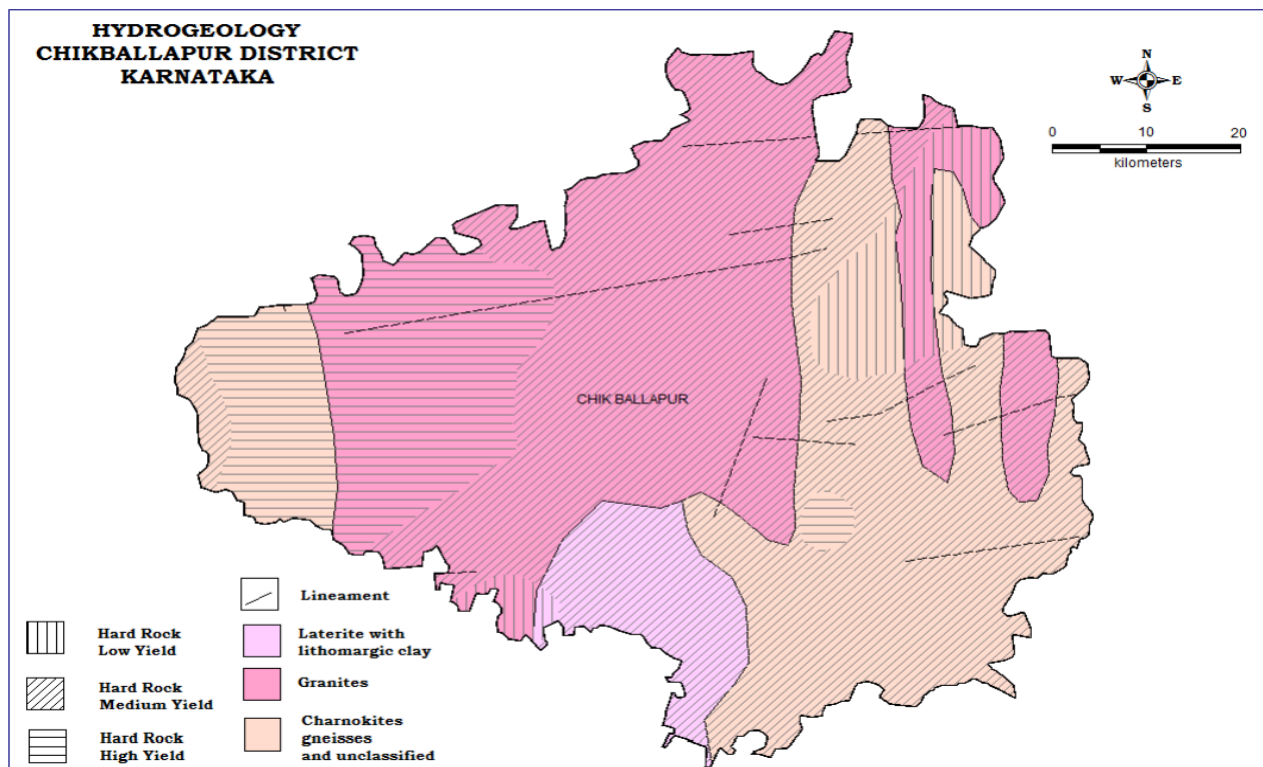 HYDROGEOLOGY
CHIKBALLAPUR DISTRICT
KARNATAKA
N
W E
S
0 10 20
kilometers
CHIK BALLAPUR
Lineament
Hard Rock
Low Yield
Laterite with
lithomargic clay
Hard Rock
Medium Yield
Granites
Hard Rock
High Yield
Charnokites
gneisses
and unclassified